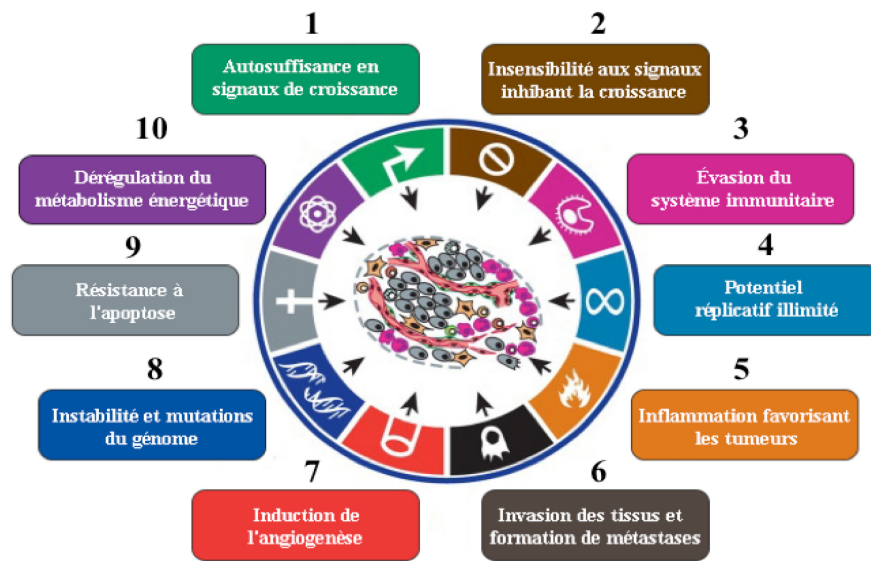 1
Autosuffisance en
signaux de croissance
2
Insensibilité aux signaux
inhibant la croissance
3
Évasion du
système immunitaire
4
Potentiel
réplicatif illimité
5
Inflammation favorisant
les tumeurs
6
Invasion des tissus et
formation de métastases
7
Induction de
l'angiogenèse
8
Instabilité et mutations
du génome
9
Résistance à
l'apoptose
10
Dérégulation du
métabolisme énergétique